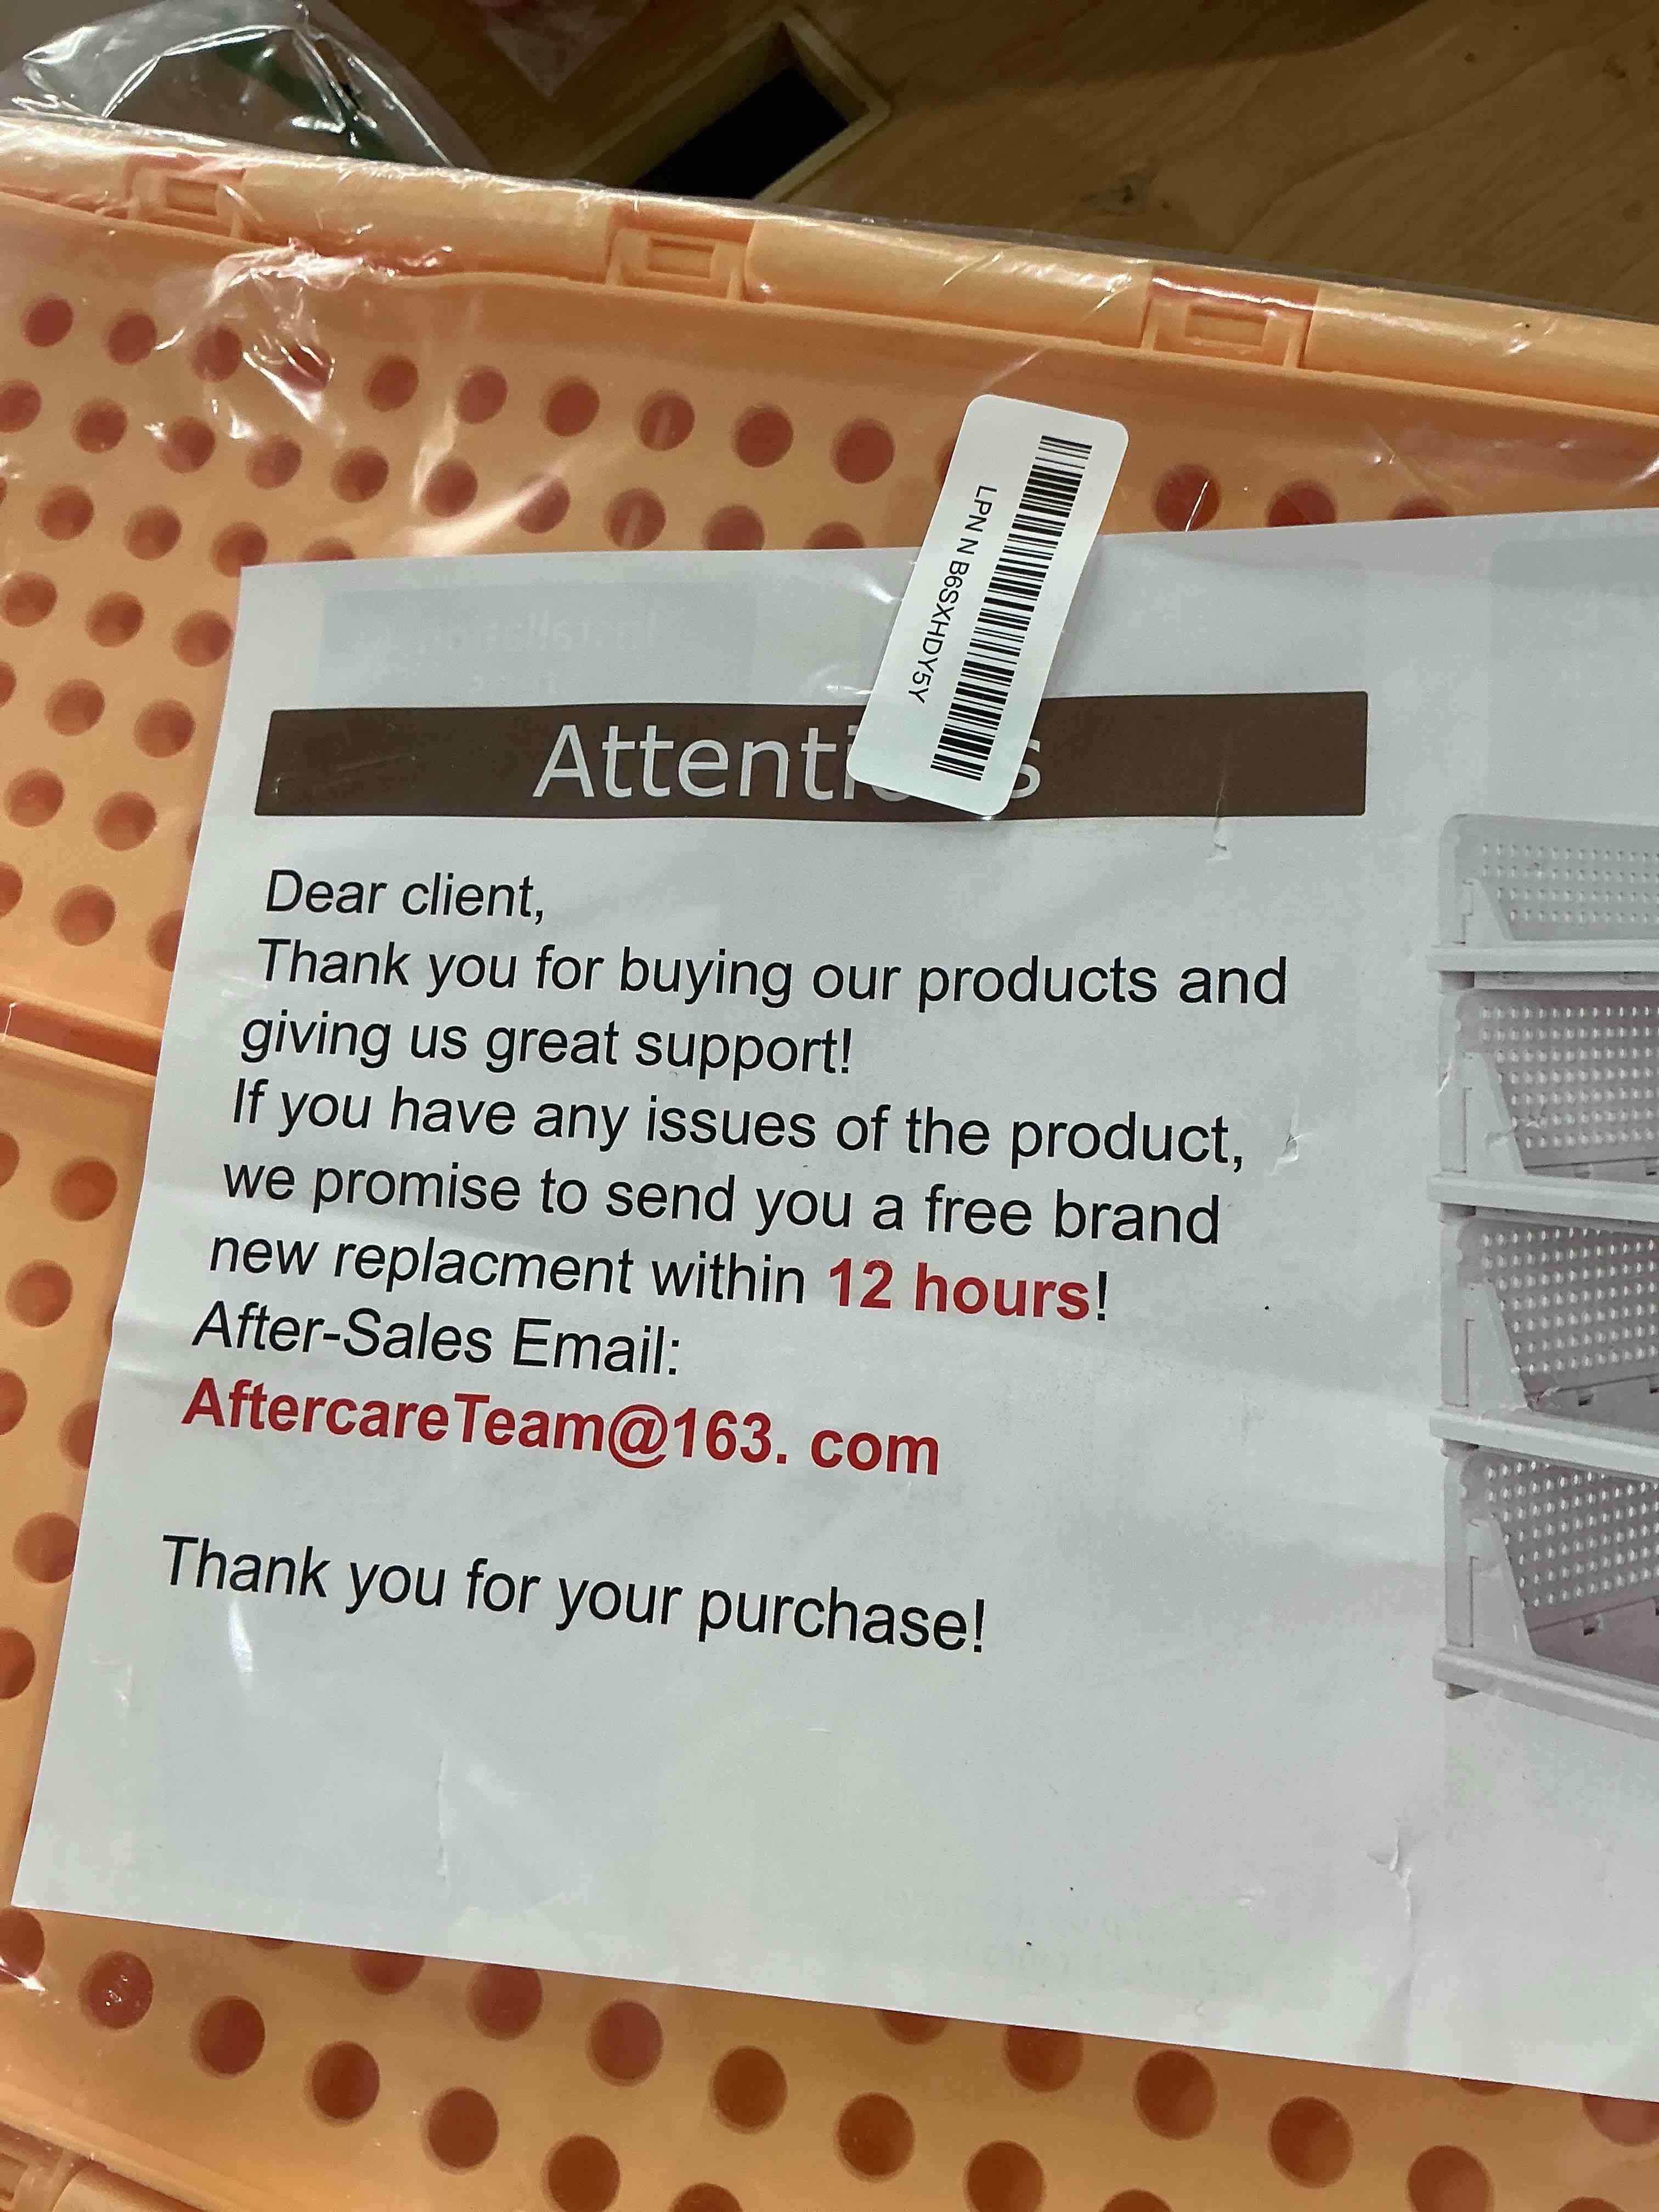 LPN N B6SXHDY5Y
Dear client,
Thank you for buying our products and
giving us great support!
If you have any issues of the product,
we promise to send you a free brand
new replacment within 12 hours!
After-Sales Email:
AftercareTeam@163. com
Thank you for your purchase!